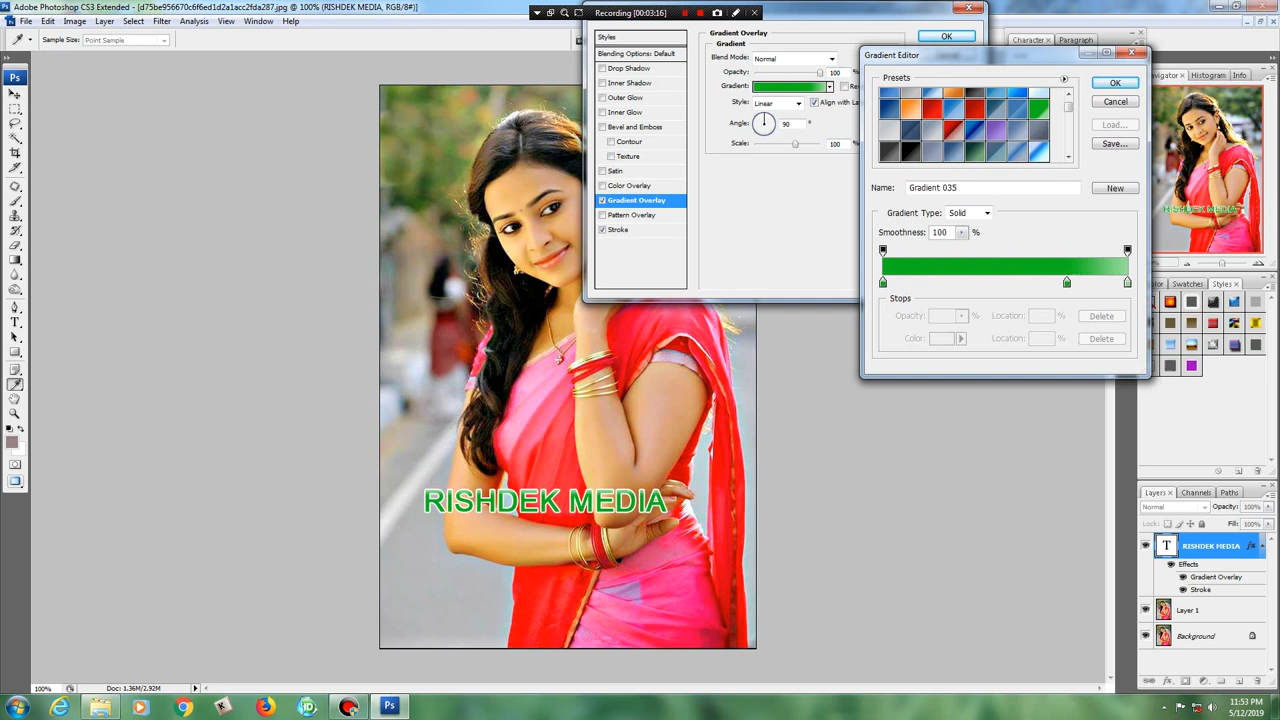 Adobe Photoshop CS3 Extended - [d75be956670c6f6ed1d2a1acc2fda287.jpg @ 100% (RISHDEK MEDIA, RGB/8#)]
Recording [00:03:16]
File Edit Image Layer Select Filter Analysis View Window Help
Sample Size: Point Sample
Styles
Blending Options: Default
Drop Shadow
Inner Shadow
Outer Glow
Inner Glow
Bevel and Emboss
Contour
Texture
Satin
Color Overlay
Gradient Overlay
Pattern Overlay
Stroke
Gradient Overlay
Gradient
Blend Mode: Normal
Opacity: 100 %
Gradient:
Style: Linear Align with
Angle: 90 °
Scale: 100
OK
Gradient Editor
Presets
OK
Cancel
Load...
Save...
Name: Gradient 035
New
Gradient Type: Solid
Smoothness: 100 %
Stops
Opacity: % Location: % Delete
Color: Location: % Delete
Character Paragraph
Histogram Info
RISHDEK MEDIA
Swatches Styles
RISHDEK MEDIA
Layers Channels Paths
Normal Opacity: 100%
Lock: Fill: 100%
T RISHDEK MEDIA fx
Effects
Gradient Overlay
Stroke
Layer 1
Background
100% Doc: 1.36M/2.92M
Ps
11:53 PM
5/12/2019